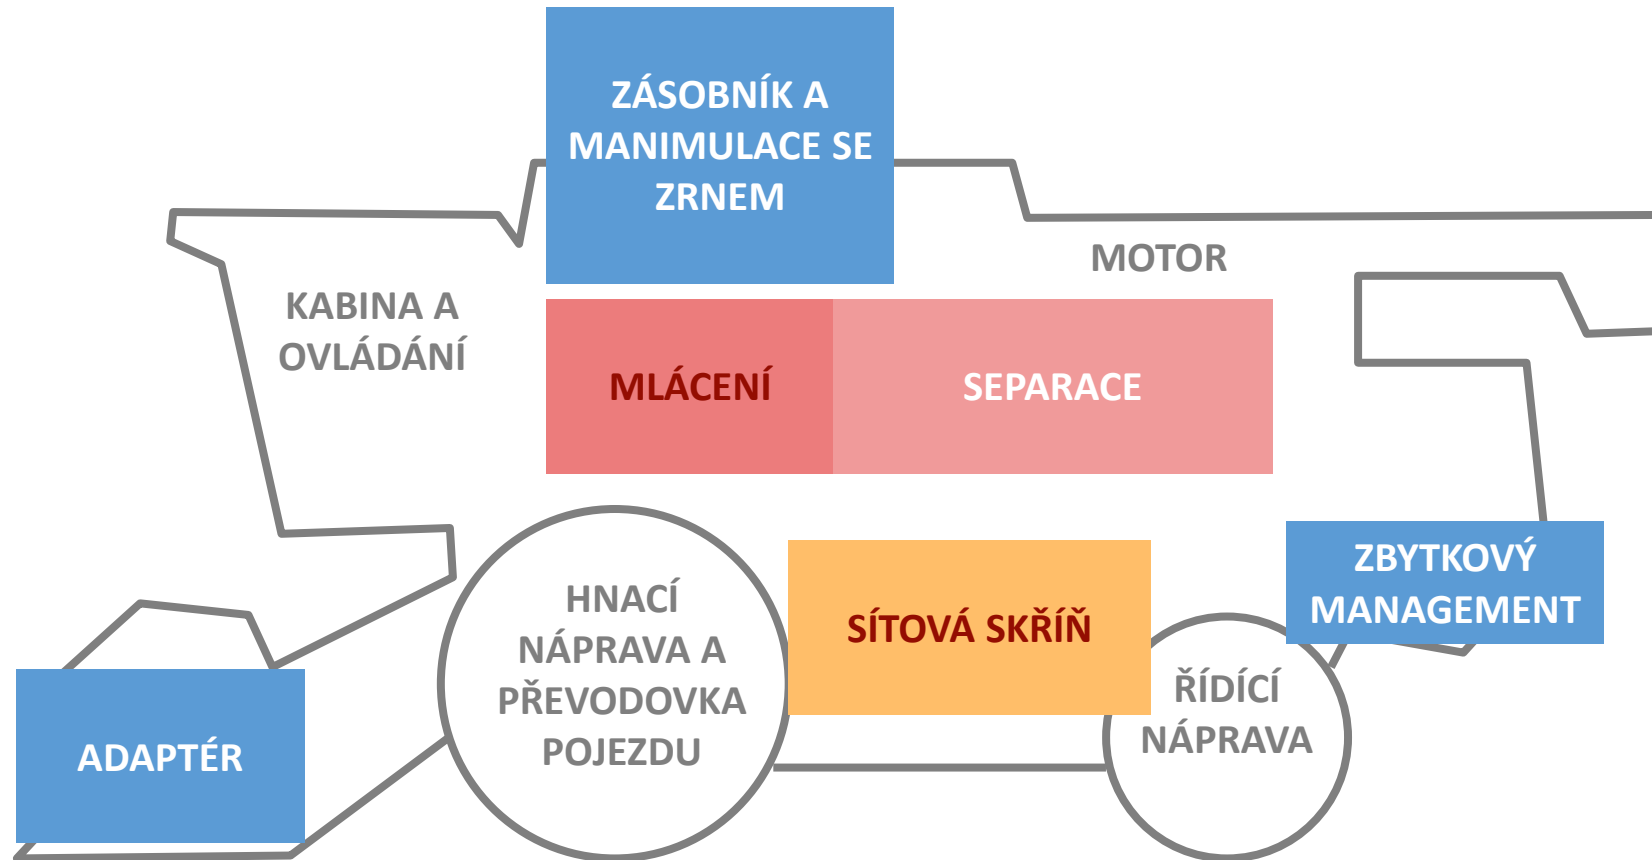 ZÁSOBNÍK A
MANIMULACE SE
ZRNEM
MOTOR
KABINA A
OVLÁDÁNÍ
MLÁCENÍ
SEPARACE
HNACÍ
NÁPRAVA A
PŘEVODOVKA
POJEZDU
SÍTOVÁ SKŘÍŇ
ZBYTKOVÝ
MANAGEMENT
ŘÍDÍCÍ
NÁPRAVA
ADAPTÉR